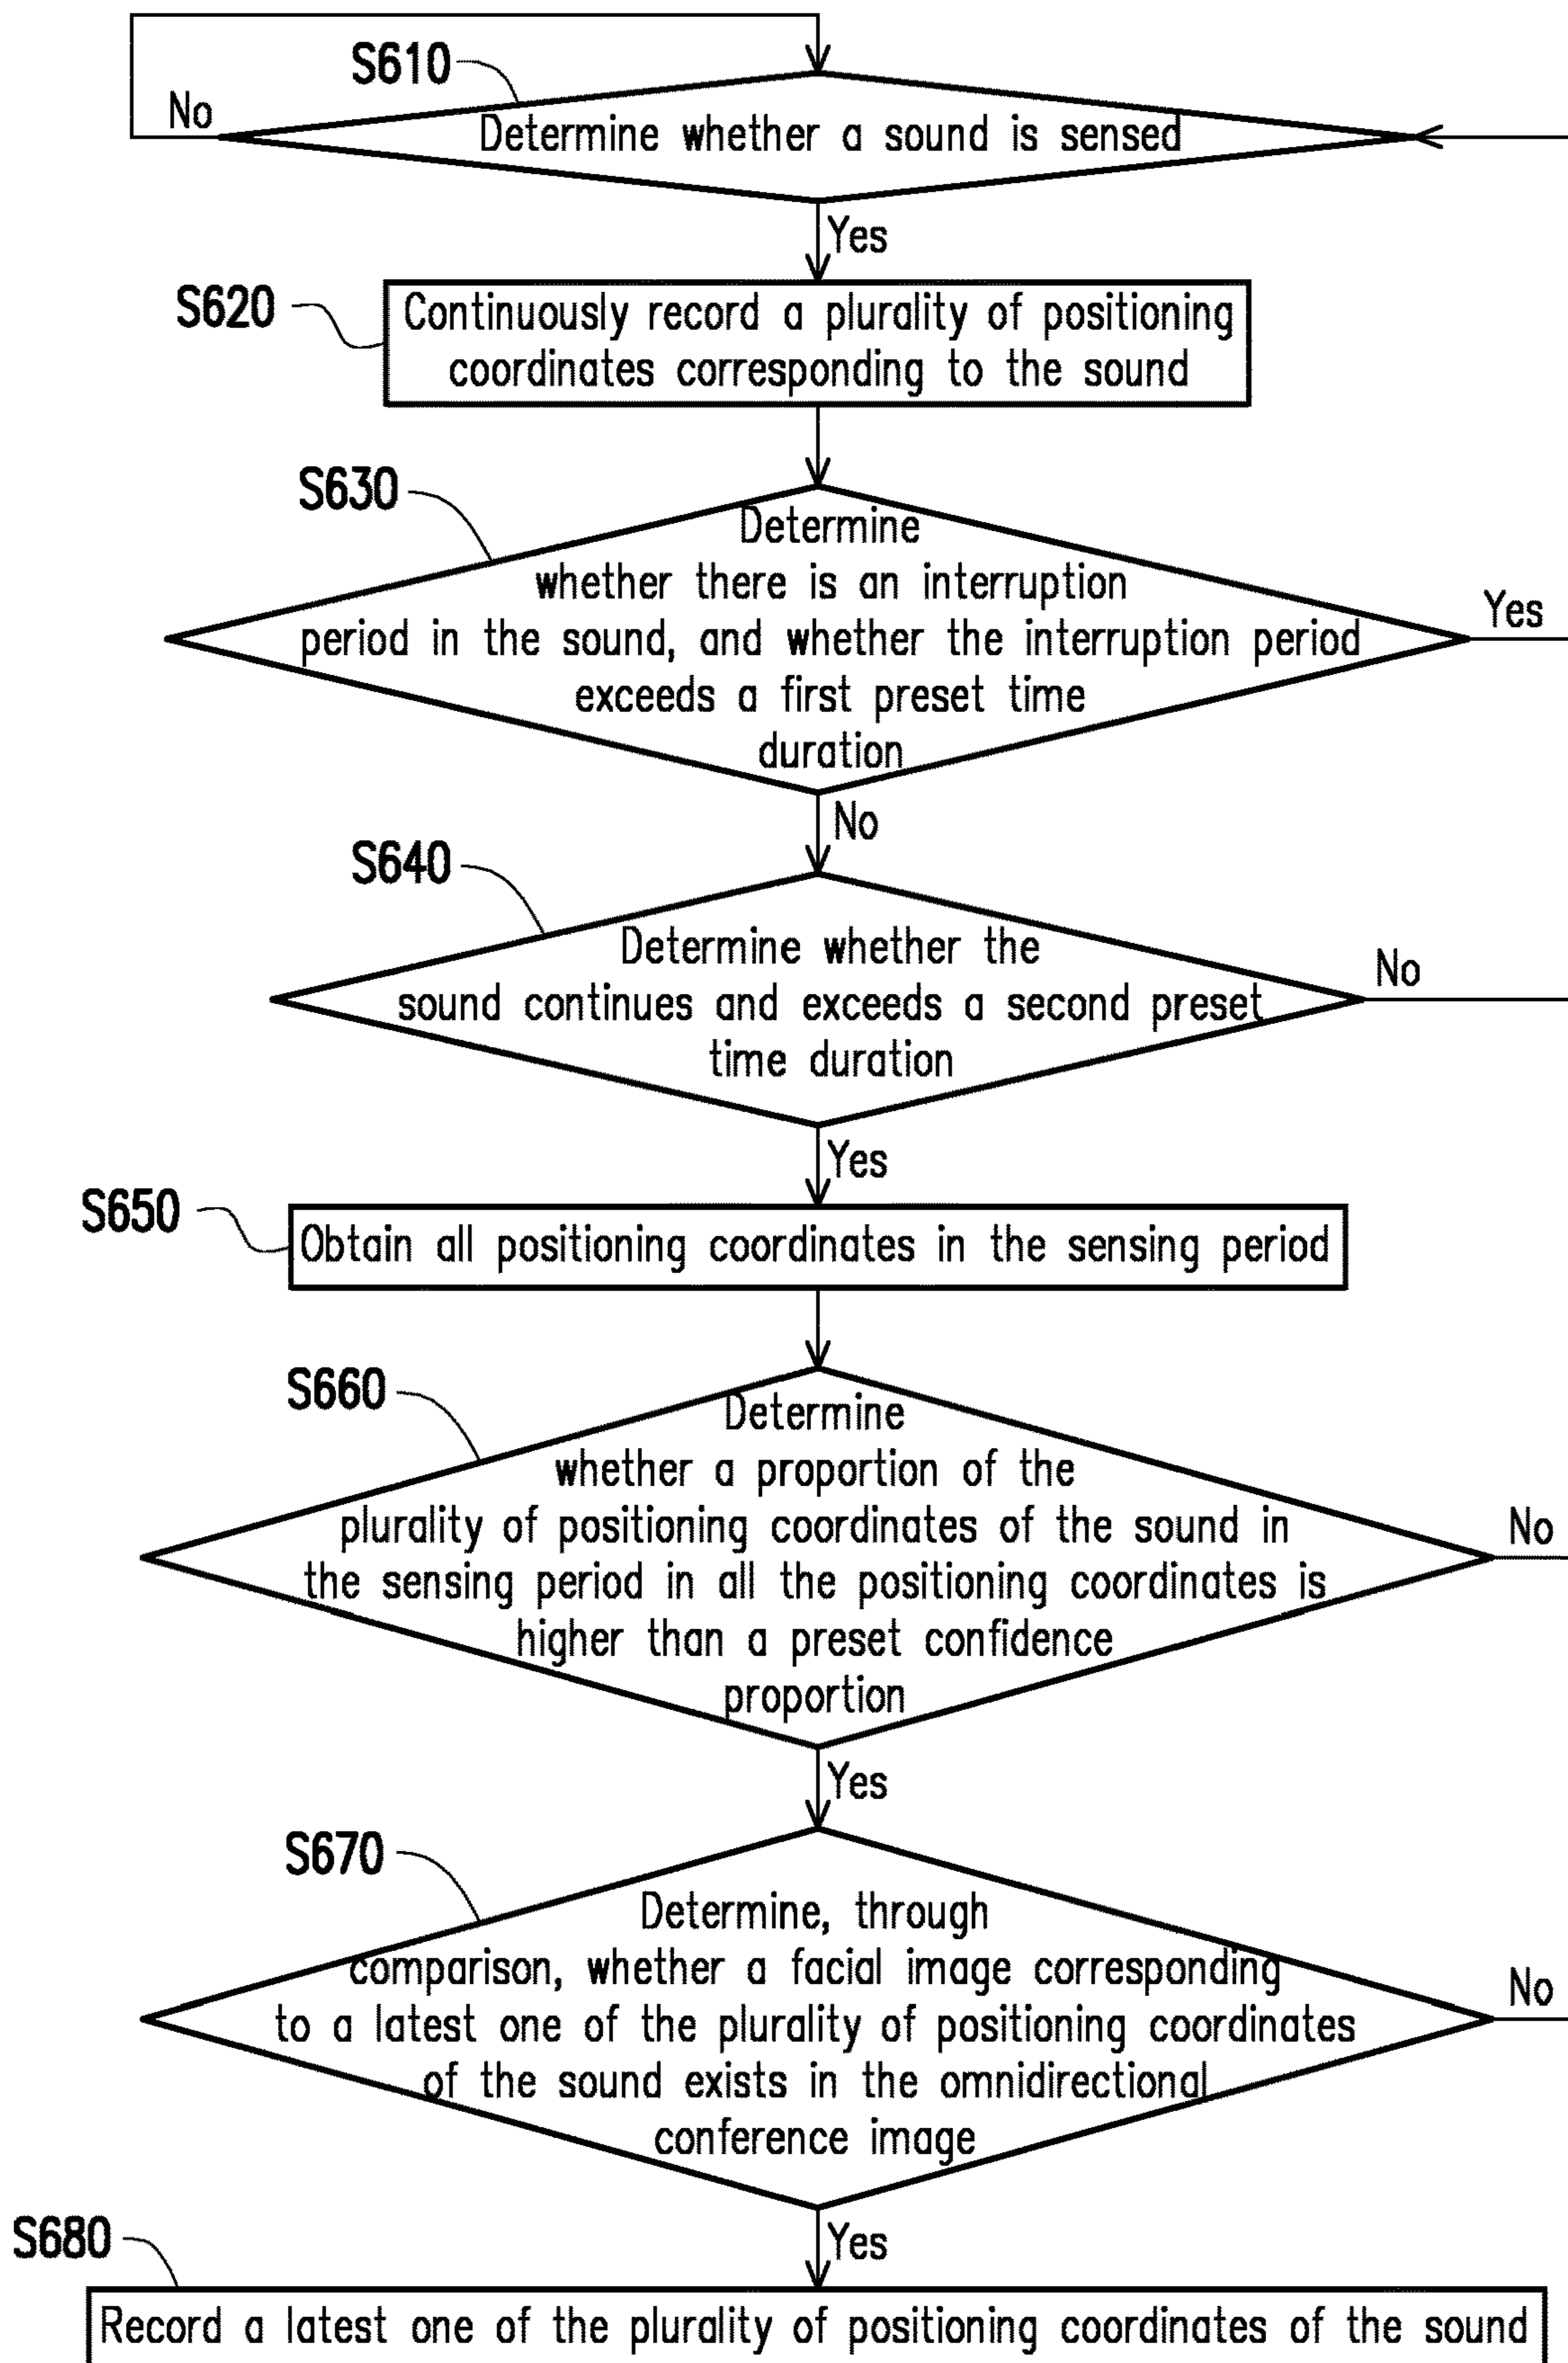 S610
No
Determine whether a sound is sensed
Yes
S620
Continuously record a plurality of positioning
coordinates corresponding to the sound
S630
Determine
whether there is an interruption
period in the sound, and whether the interruption period
exceeds a first preset time
duration
Yes
No
S640
Determine whether the
sound continues and exceeds a second preset
time duration
No
Yes
S650
Obtain all positioning coordinates in the sensing period
S660
Determine
whether a proportion of the
plurality of positioning coordinates of the sound in
the sensing period in all the positioning coordinates is
higher than a preset confidence
proportion
No
Yes
S670
Determine, through
comparison, whether a facial image corresponding
to a latest one of the plurality of positioning coordinates
of the sound exists in the omnidirectional
conference image
No
Yes
S680
Record a latest one of the plurality of positioning coordinates of the sound